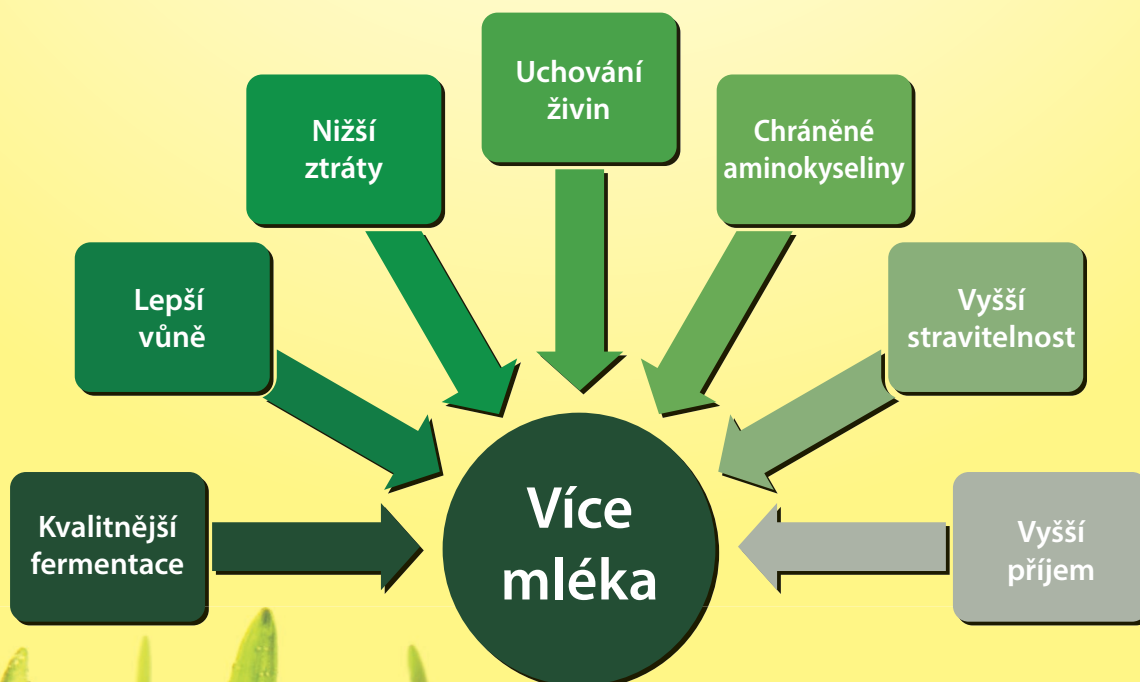 Uchování
živin
Nižší
ztráty
Chráněné
aminokyseliny
Lepší
vůně
Vyšší
stravitelnost
Kvalitnější
fermentace
Více
mléka
Vyšší
příjem